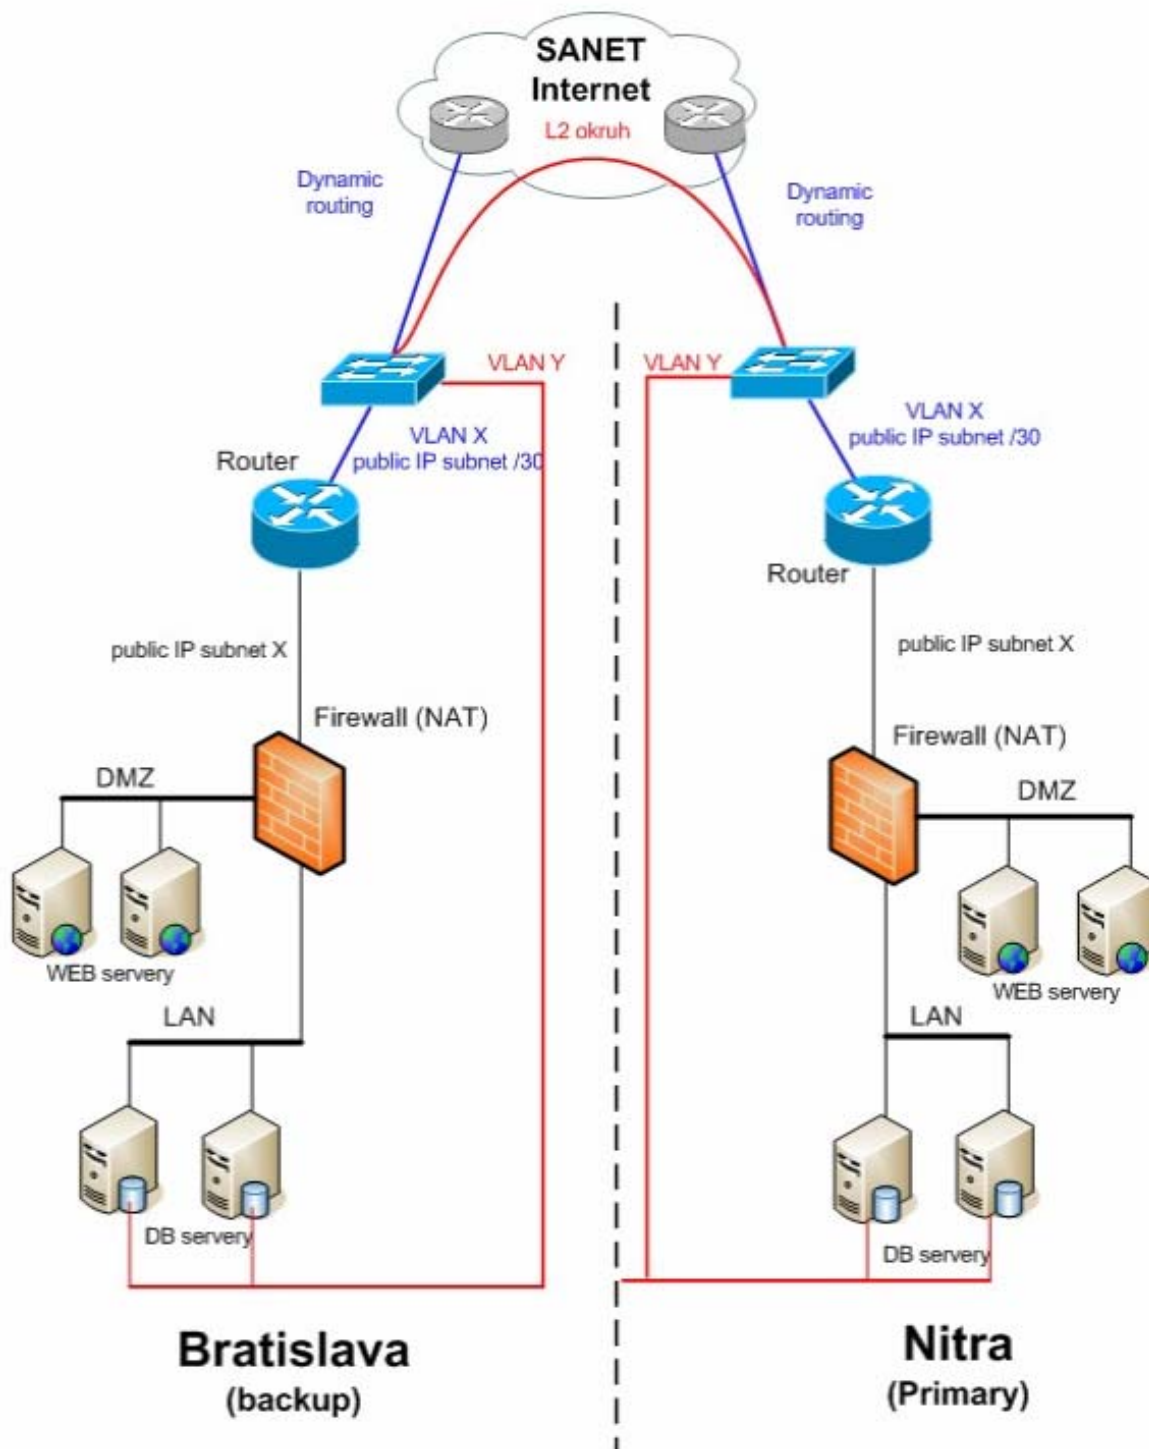 SANET
Internet
L2 okruh
Dynamic
routing
Dynamic
routing
VLAN Y
VLAN Y
VLAN X
public IP subnet /30
VLAN X
public IP subnet /30
Router
Router
public IP subnet X
public IP subnet X
Firewall (NAT)
Firewall (NAT)
DMZ
DMZ
WEB servery
WEB servery
LAN
LAN
DB servery
DB servery
Bratislava
(backup)
Nitra
(Primary)